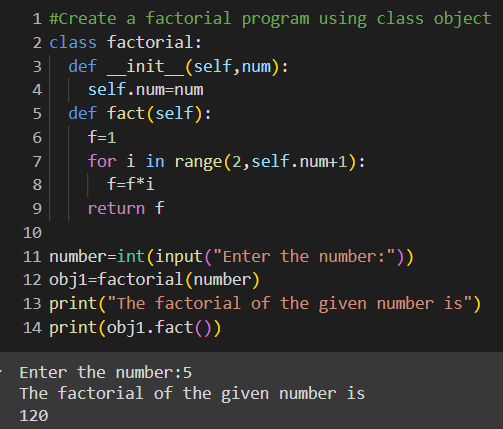 1 #Create a factorial program using class object
2 class factorial:
3   def __init__(self,num):
4     self.num=num
5   def fact(self):
6     f=1
7     for i in range(2,self.num+1):
8       f=f*i
9     return f
10
11 number=int(input("Enter the number:"))
12 obj1=factorial(number)
13 print("The factorial of the given number is")
14 print(obj1.fact())
Enter the number:5
The factorial of the given number is
120